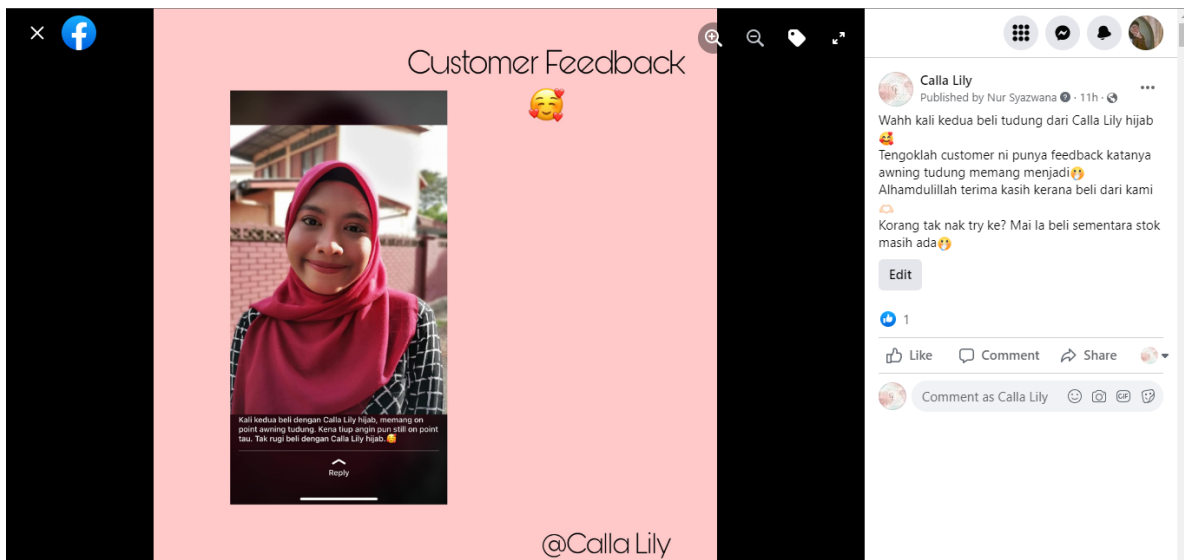 Customer Feedback
🥰
Kali kedua beli dengan Calla Lily hijab, memang on
point awning tudung. Kena tiup angin pun still on point
tau. Tak rugi beli dengan Calla Lily hijab.🥰
Reply
@Calla Lily
Calla Lily
Published by Nur Syazwana · 11h ·
Wahh kali kedua beli tudung dari Calla Lily hijab
🥰
Tengoklah customer ni punya feedback katanya
awning tudung memang menjadi🤭
Alhamdulillah terima kasih kerana beli dari kami
🫶🏻
Korang tak nak try ke? Mai la beli sementara stok
masih ada🤭
Edit
1
Like Comment Share
Comment as Calla Lily GIF